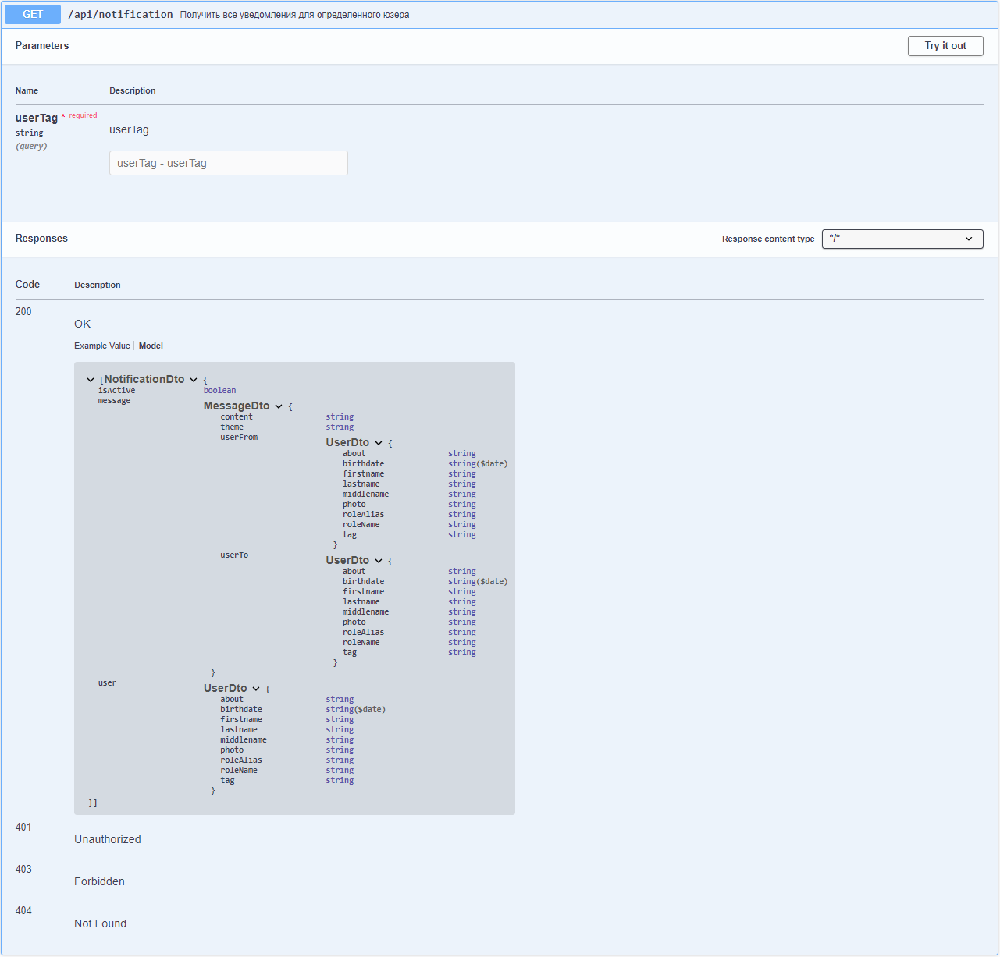 GET /api/notification Получить все уведомления для определенного юзера
Parameters Try it out
Name Description
userTag * required
string
(query)
userTag
userTag - userTag
Responses Response content type */*
Code Description
200
OK
Example Value Model
[NotificationDto {
isActive boolean
message
MessageDto {
content string
theme string
userFrom
UserDto {
about string
birthdate string($date)
firstname string
lastname string
middlename string
photo string
roleAlias string
roleName string
tag string
}
userTo
UserDto {
about string
birthdate string($date)
firstname string
lastname string
middlename string
photo string
roleAlias string
roleName string
tag string
}
}
user
UserDto {
about string
birthdate string($date)
firstname string
lastname string
middlename string
photo string
roleAlias string
roleName string
tag string
}
}]
401
Unauthorized
403
Forbidden
404
Not Found